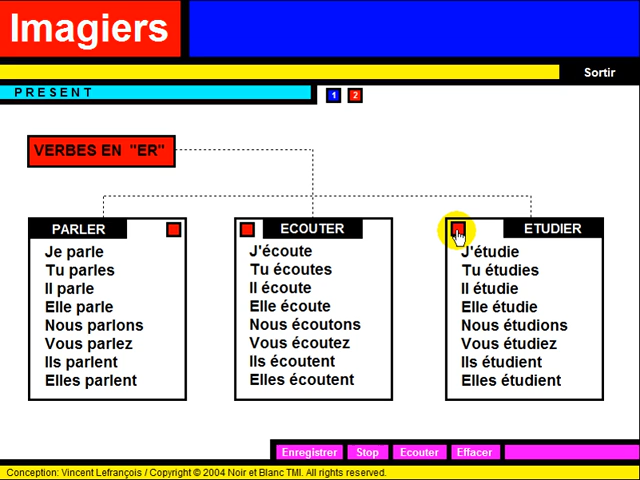 Imagiers
Sortir
PRESENT
1 2
VERBES EN "ER"
PARLER
Je parle
Tu parles
Il parle
Elle parle
Nous parlons
Vous parlez
Ils parlent
Elles parlent
ECOUTER
J'écoute
Tu écoutes
Il écoute
Elle écoute
Nous écoutons
Vous écoutez
Ils écoutent
Elles écoutent
ETUDIER
J'étudie
Tu étudies
Il étudie
Elle étudie
Nous étudions
Vous étudiez
Ils étudient
Elles étudient
Enregistrer Stop Ecouter Effacer
Conception: Vincent Lefrançois / Copyright © 2004 Noir et Blanc TMI. All rights reserved.